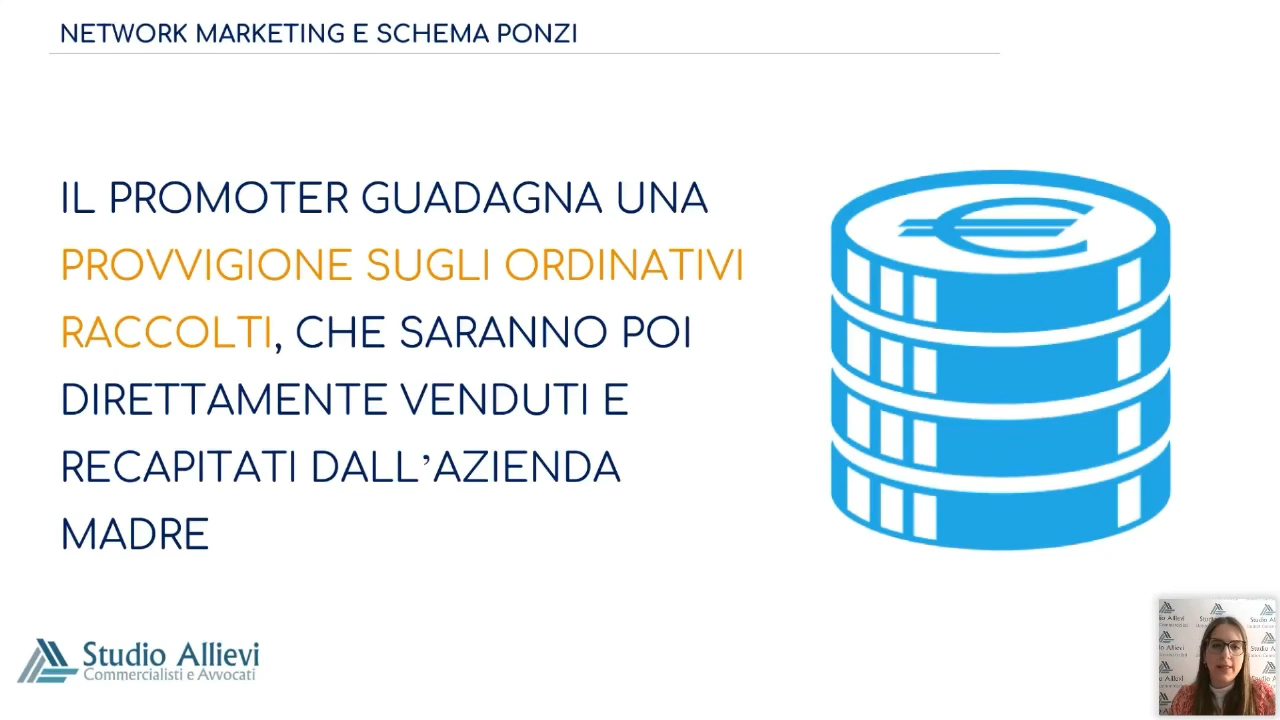 NETWORK MARKETING E SCHEMA PONZI
IL PROMOTER GUADAGNA UNA
PROVVIGIONE SUGLI ORDINATIVI
RACCOLTI, CHE SARANNO POI
DIRETTAMENTE VENDUTI E
RECAPITATI DALL’AZIENDA
MADRE
Studio Allievi
Commercialisti e Avvocati